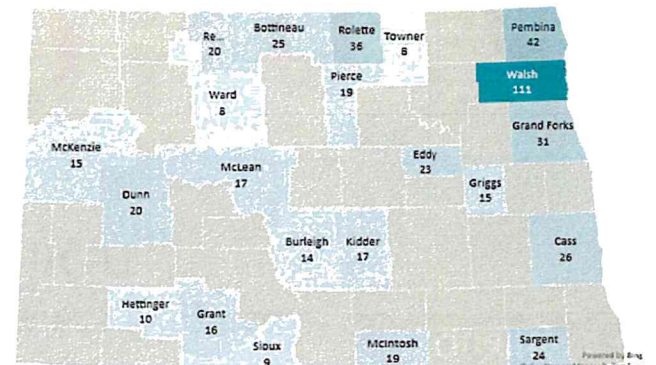 Re...
20
Bottineau
25
Rolette
36
Towner
8
Pembina
42
Pierce
19
Walsh
111
Ward
8
Grand Forks
31
McKenzie
15
McLean
17
Eddy
23
Griggs
15
Dunn
20
Burleigh
14
Kidder
17
Cass
26
Hettinger
10
Grant
16
Sioux
9
McIntosh
19
Sargent
24
Powered by Bing